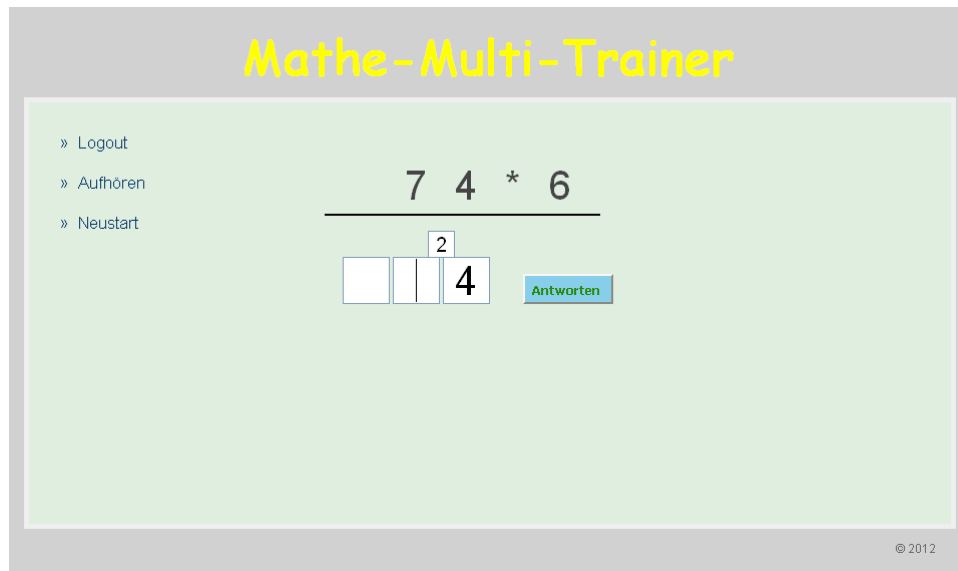 Mathe-Multi-Trainer
» Logout
» Aufhören
» Neustart
7 4 * 6
2
4
Antworten
© 2012